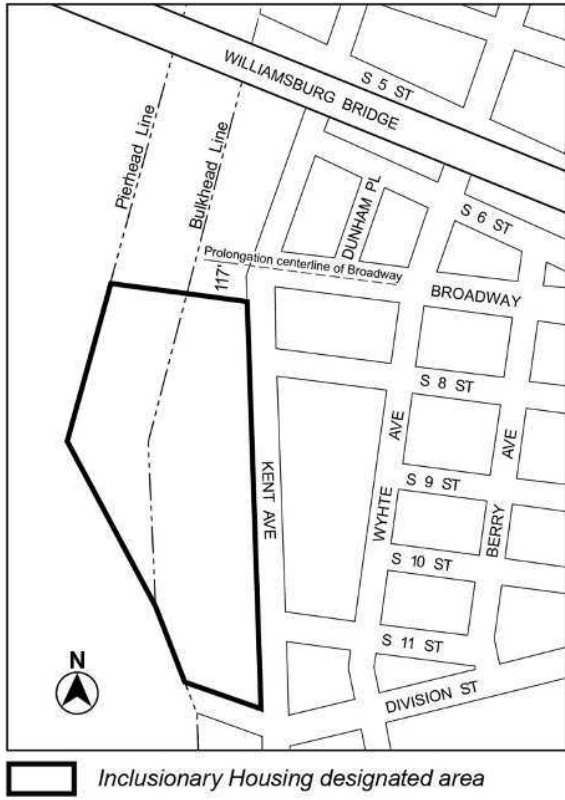 S 5 ST
WILLIAMSBURG BRIDGE
Pierhead Line
Bulkhead Line
DUNHAM PL
S 6 ST
Prolongation centerline of Broadway
117'
BROADWAY
S 8 ST
KENT AVE
WYHTE AVE
BERRY AVE
S 9 ST
S 10 ST
S 11 ST
DIVISION ST
N
Inclusionary Housing designated area